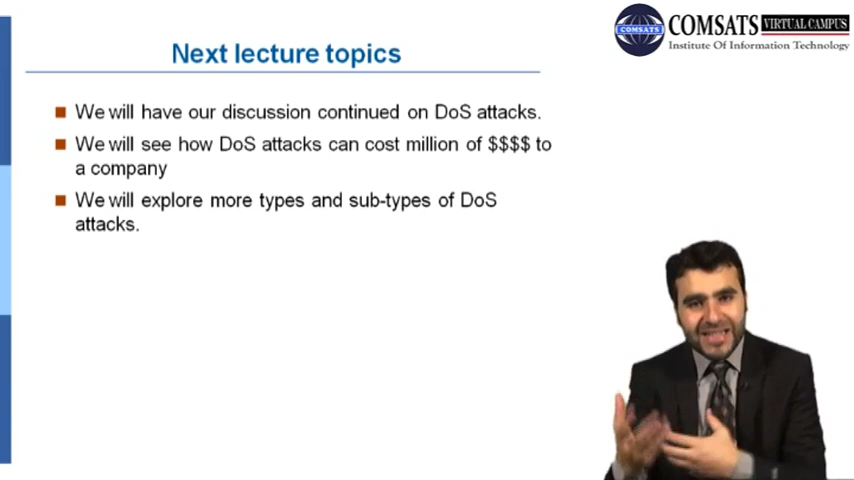 COMSATS VIRTUAL CAMPUS
COMSATS
Institute Of Information Technology
Next lecture topics
We will have our discussion continued on DoS attacks.
We will see how DoS attacks can cost million of $$$$ to
a company
We will explore more types and sub-types of DoS
attacks.